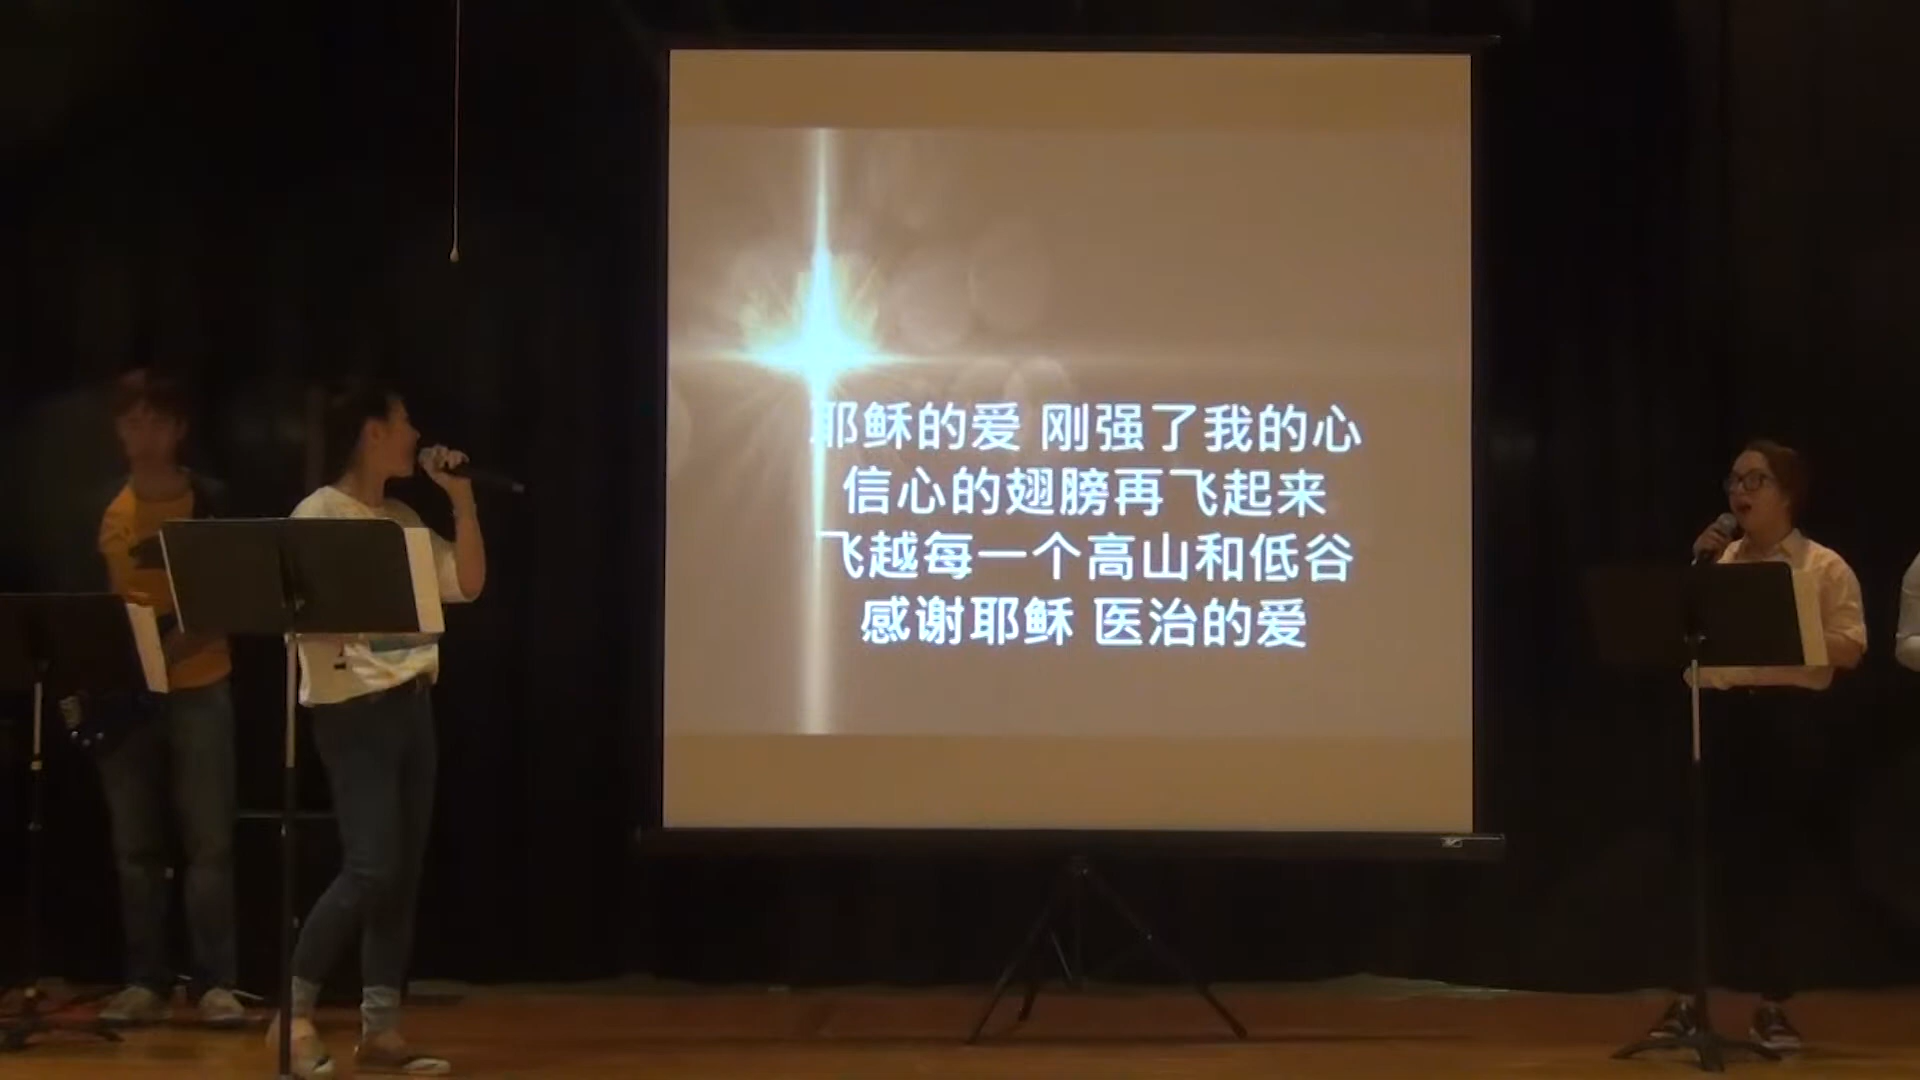 耶稣的爱 刚强了我的心
信心的翅膀再飞起来
飞越每一个高山和低谷
感谢耶稣 医治的爱